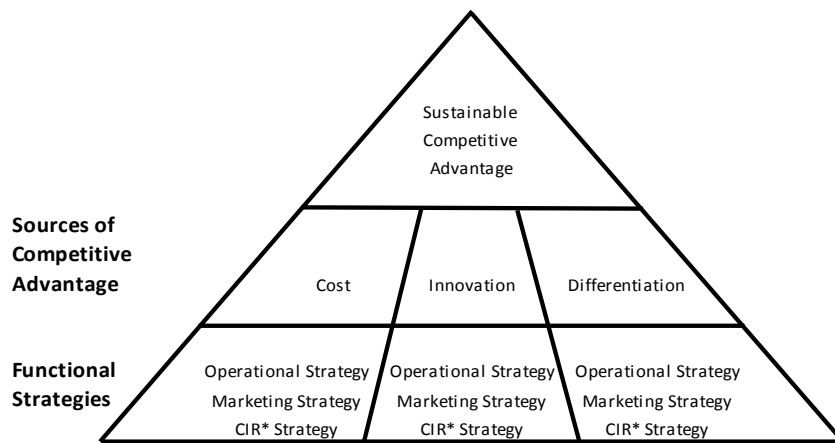 Sustainable
Competitive
Advantage
Sources of
Competitive
Advantage
Cost Innovation Differentiation
Functional
Strategies
Operational Strategy Operational Strategy Operational Strategy
Marketing Strategy Marketing Strategy Marketing Strategy
CIR* Strategy CIR* Strategy CIR* Strategy